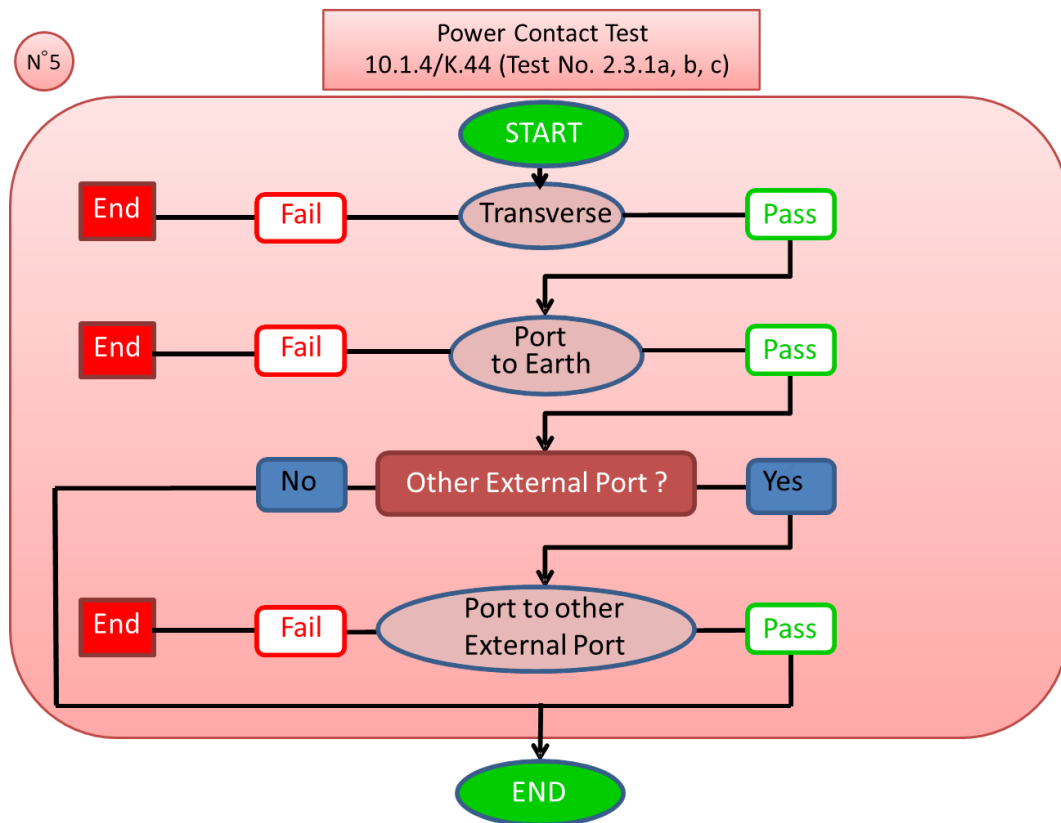 N°5
Power Contact Test
10.1.4/K.44 (Test No. 2.3.1a, b, c)
START
End
Fail
Transverse
Pass
End
Fail
Port
to Earth
Pass
No
Other External Port ?
Yes
End
Fail
Port to other
External Port
Pass
END